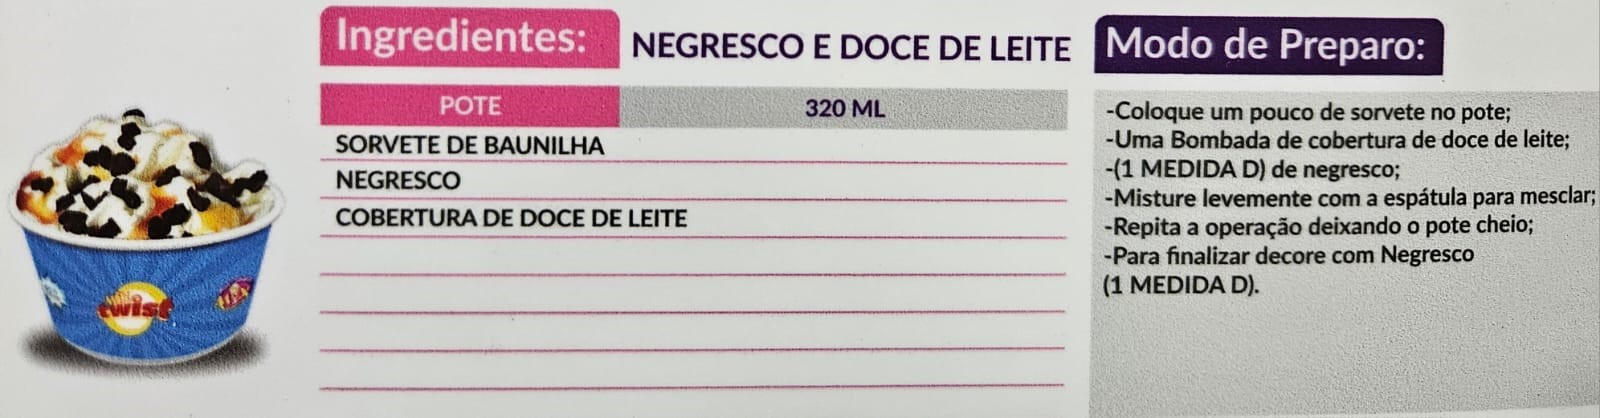 Ingredientes:
NEGRESCO E DOCE DE LEITE
POTE
320 ML
SORVETE DE BAUNILHA
NEGRESCO
COBERTURA DE DOCE DE LEITE
Modo de Preparo:
-Coloque um pouco de sorvete no pote;
-Uma Bombada de cobertura de doce de leite;
-(1 MEDIDA D) de negresco;
-Misture levemente com a espátula para mesclar;
-Repita a operação deixando o pote cheio;
-Para finalizar decore com Negresco
(1 MEDIDA D).
twist